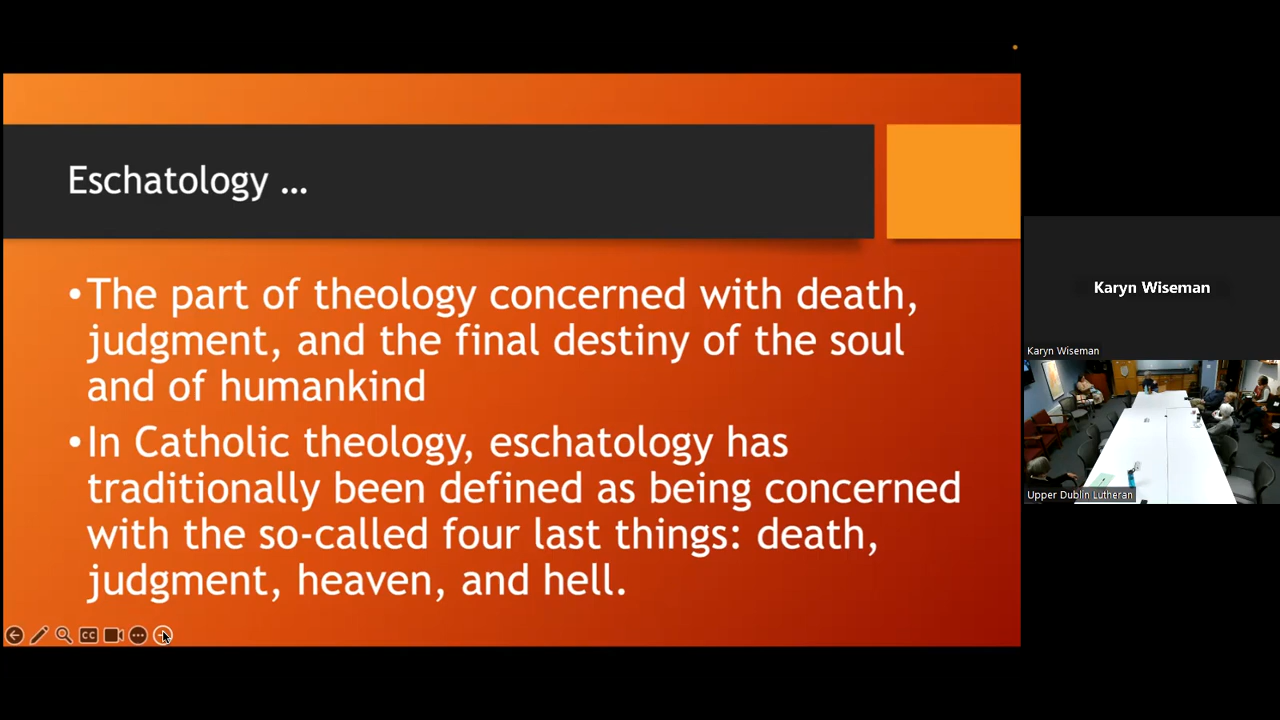 Eschatology ...
•The part of theology concerned with death,
judgment, and the final destiny of the soul
and of humankind
•In Catholic theology, eschatology has
traditionally been defined as being concerned
with the so-called four last things: death,
judgment, heaven, and hell.
CC
Karyn Wiseman
Karyn Wiseman
Upper Dublin Lutheran